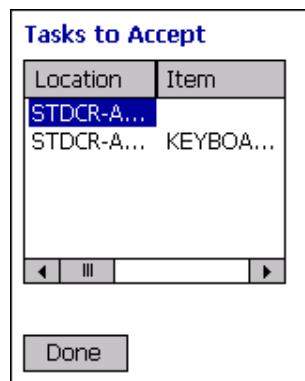 Tasks to Accept
Location Item
STDCR-A...
STDCR-A... KEYBOA...
Done